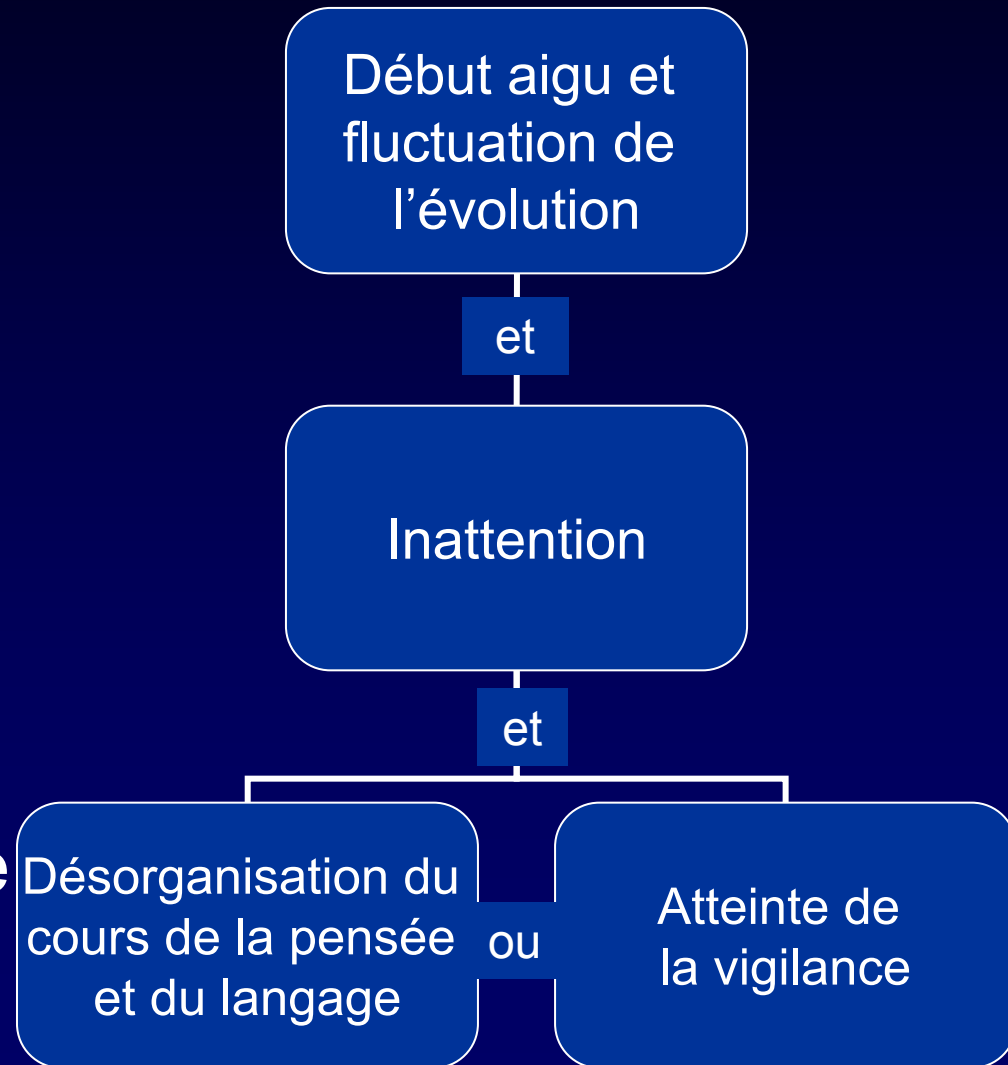 Début aigu et
fluctuation de
l’évolution
et
Inattention
et
Désorganisation du
cours de la pensée
et du langage
ou
Atteinte de
la vigilance